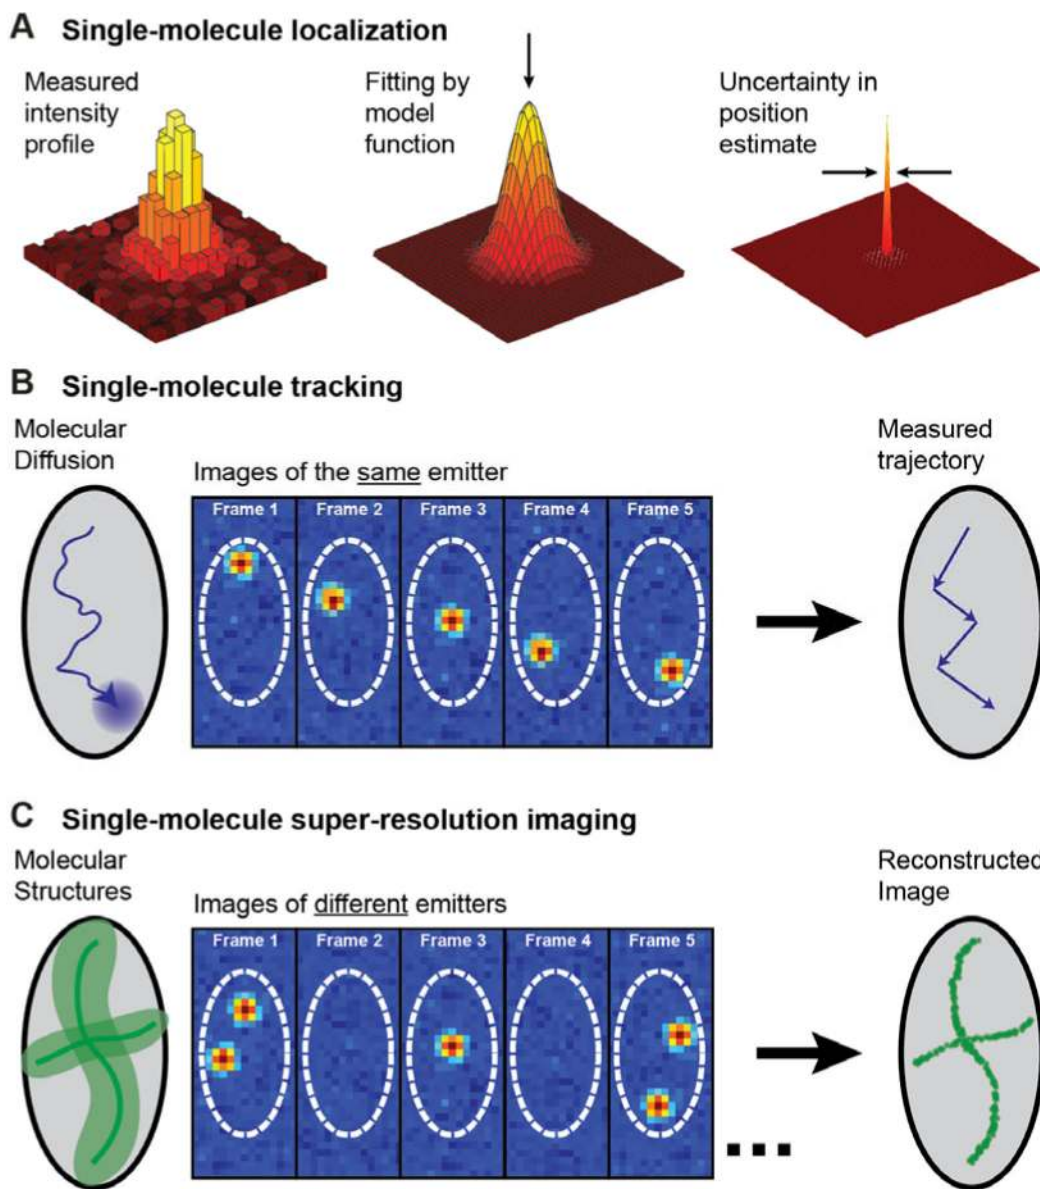 A Single-molecule localization
Measured
intensity
profile
Fitting by
model
function
Uncertainty in
position
estimate
B Single-molecule tracking
Molecular
Diffusion
Images of the same emitter
Frame 1 Frame 2 Frame 3 Frame 4 Frame 5
Measured
trajectory
C Single-molecule super-resolution imaging
Molecular
Structures
Images of different emitters
Frame 1 Frame 2 Frame 3 Frame 4 Frame 5
Reconstructed
Image